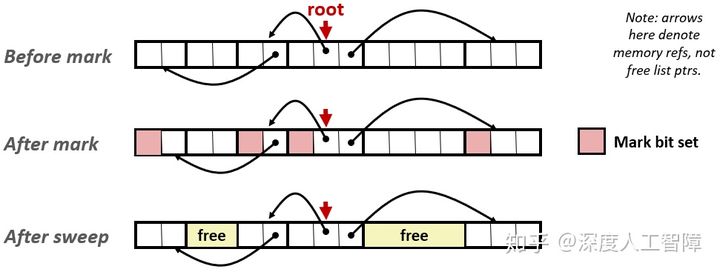 root
Note: arrows
here denote
memory refs, not
free list ptrs.
Before mark
After mark
Mark bit set
After sweep
free
free
知乎 @深度人工智障